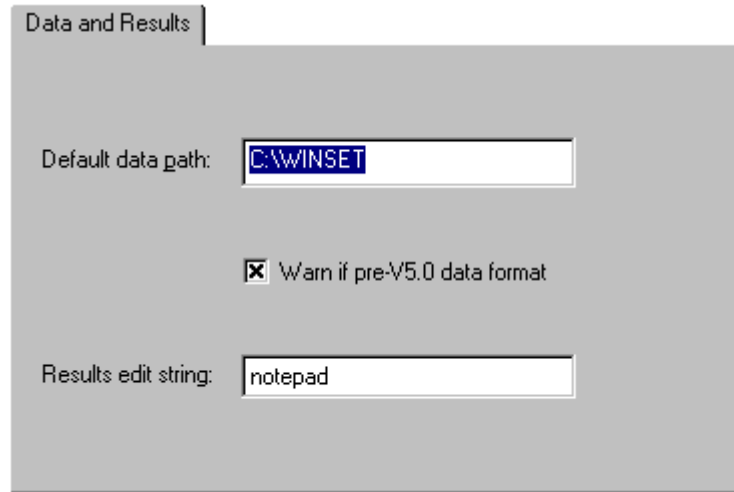 Data and Results
Default data path: C:\WINSET
Warn if pre-V5.0 data format
Results edit string: notepad